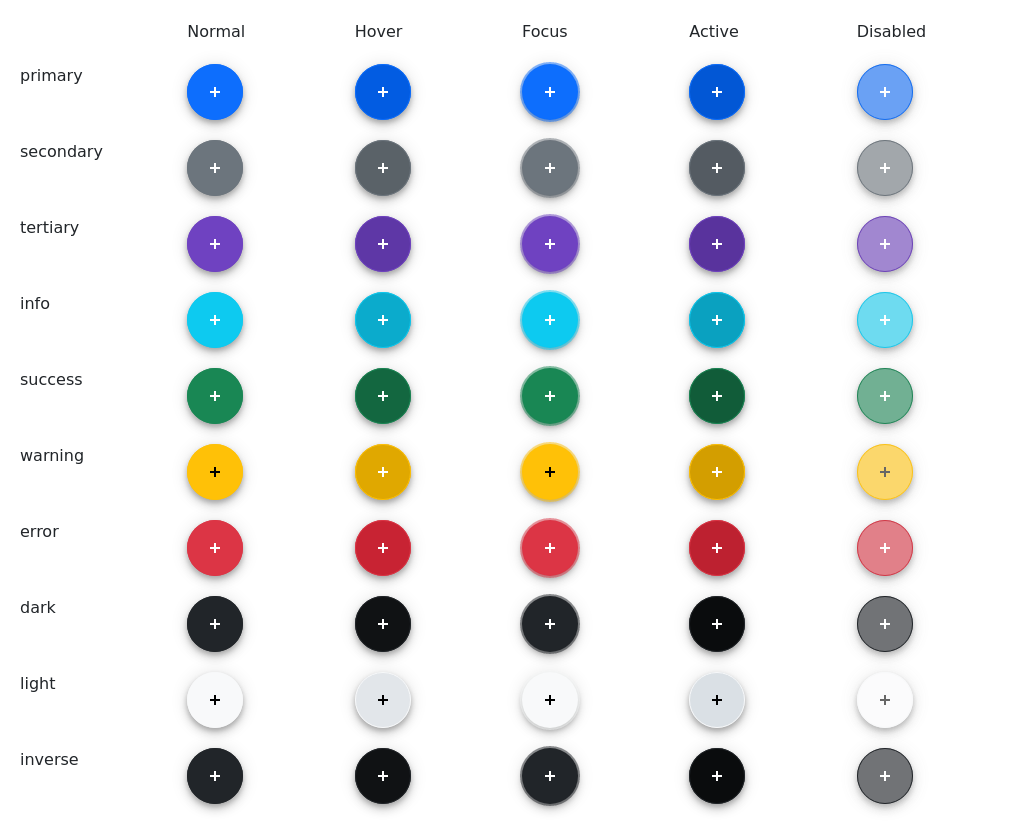 Normal Hover Focus Active Disabled
primary + + + + +
secondary + + + + +
tertiary + + + + +
info + + + + +
success + + + + +
warning + + + + +
error + + + + +
dark + + + + +
light + + + + +
inverse + + + + +